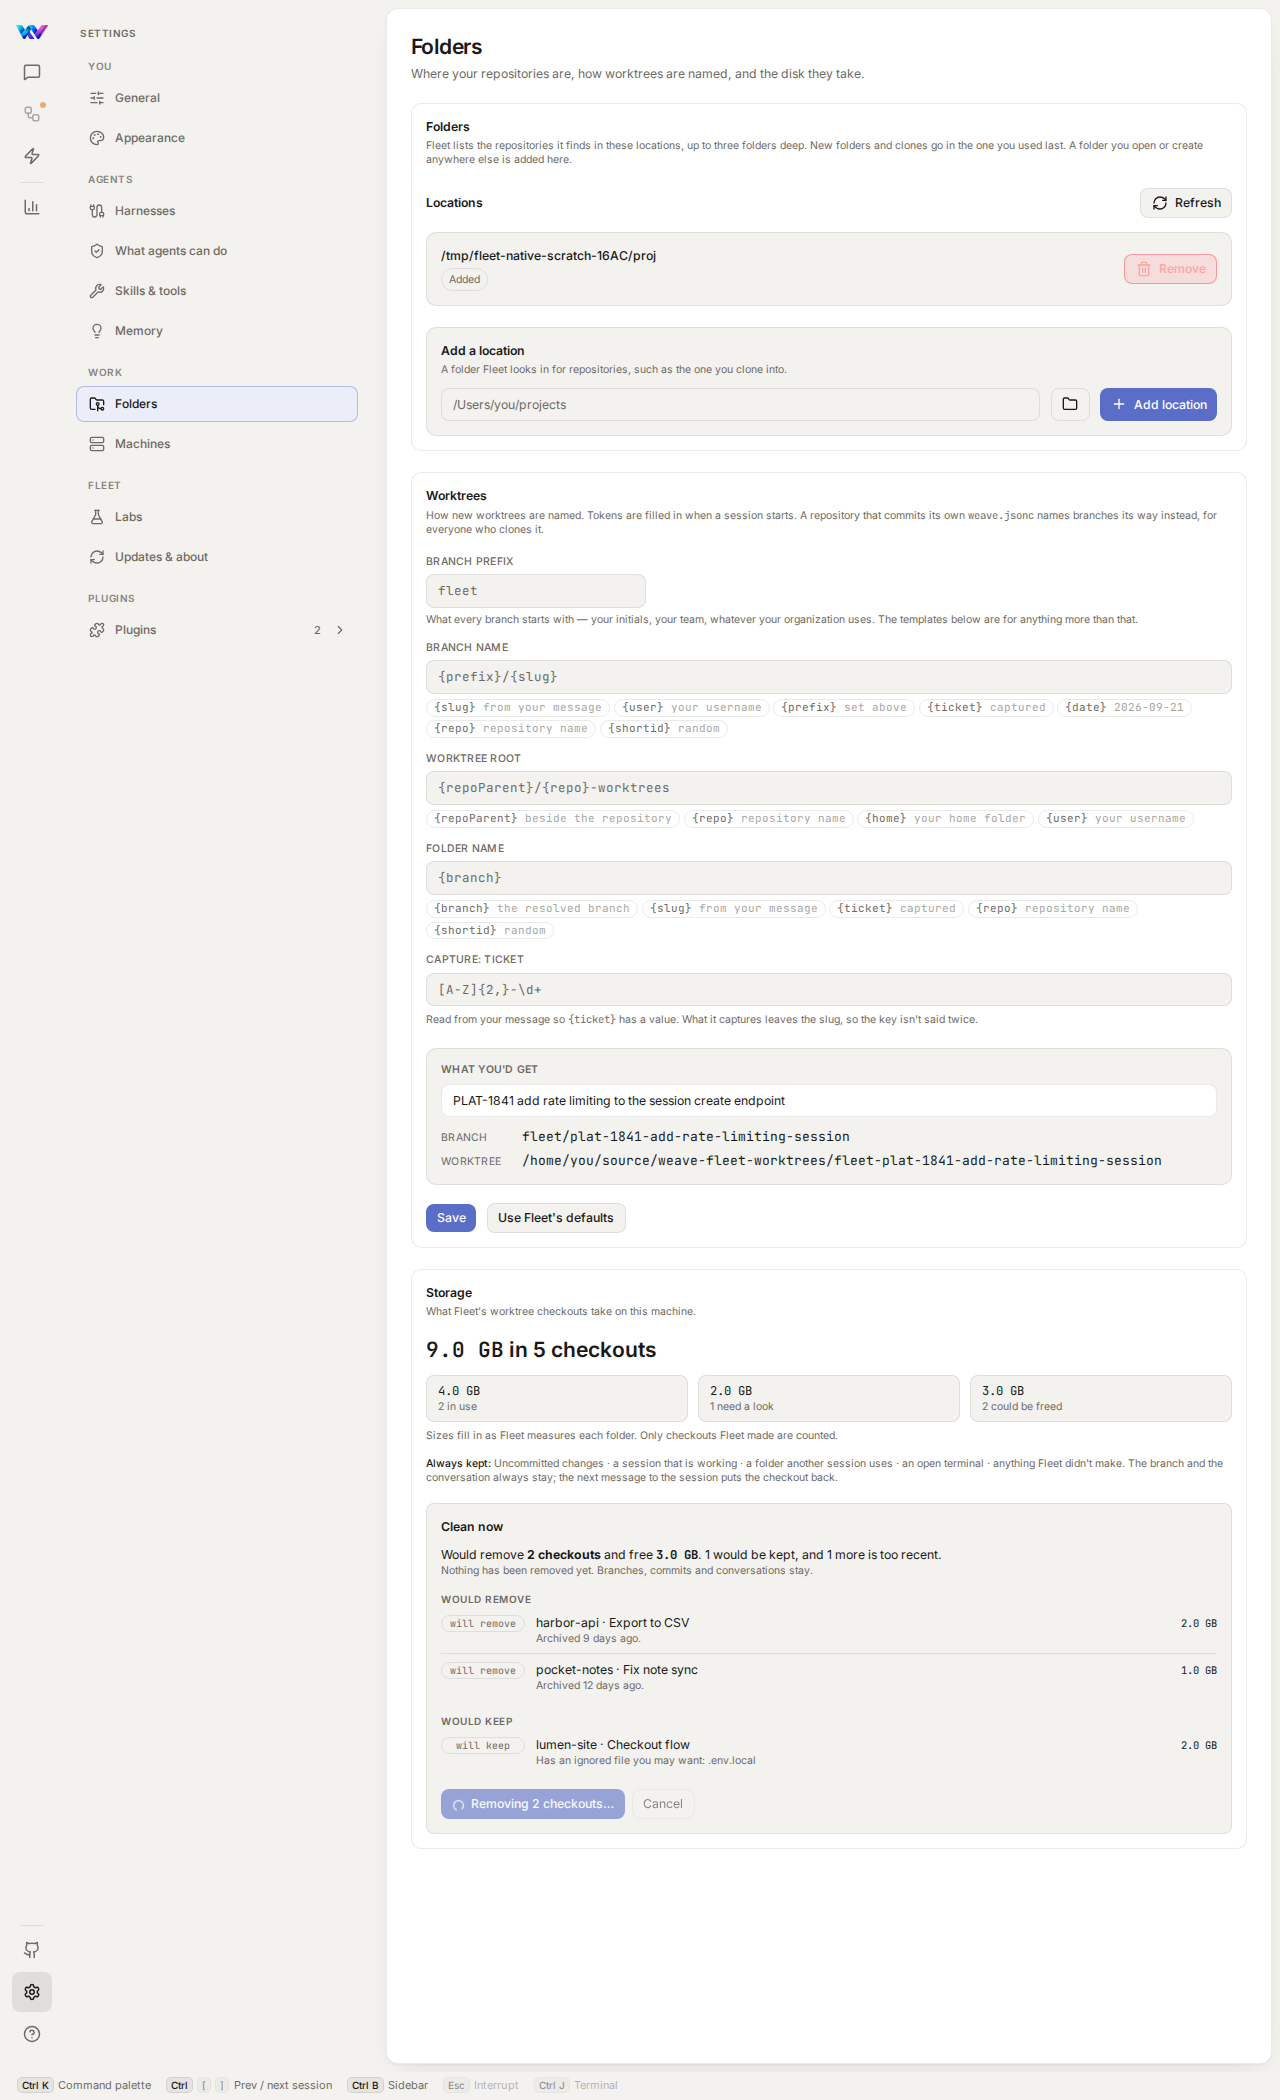 SETTINGS
YOU
General
Appearance
AGENTS
Harnesses
What agents can do
Skills & tools
Memory
WORK
Folders
Machines
FLEET
Labs
Updates & about
PLUGINS
Plugins 2
Folders
Where your repositories are, how worktrees are named, and the disk they take.
Folders
Fleet lists the repositories it finds in these locations, up to three folders deep. New folders and clones go in the one you used last. A folder you open or create
anywhere else is added here.
Locations
Refresh
/tmp/fleet-native-scratch-16AC/proj
Added
Remove
Add a location
A folder Fleet looks in for repositories, such as the one you clone into.
/Users/you/projects
Add location
Worktrees
How new worktrees are named. Tokens are filled in when a session starts. A repository that commits its own weave.jsonc names branches its way instead, for
everyone who clones it.
BRANCH PREFIX
fleet
What every branch starts with — your initials, your team, whatever your organization uses. The templates below are for anything more than that.
BRANCH NAME
{prefix}/{slug}
{slug} from your message {user} your username {prefix} set above {ticket} captured {date} 2026-09-21
{repo} repository name {shortid} random
WORKTREE ROOT
{repoParent}/{repo}-worktrees
{repoParent} beside the repository {repo} repository name {home} your home folder {user} your username
FOLDER NAME
{branch}
{branch} the resolved branch {slug} from your message {ticket} captured {repo} repository name
{shortid} random
CAPTURE: TICKET
[A-Z]{2,}-\d+
Read from your message so {ticket} has a value. What it captures leaves the slug, so the key isn't said twice.
WHAT YOU'D GET
PLAT-1841 add rate limiting to the session create endpoint
BRANCH fleet/plat-1841-add-rate-limiting-session
WORKTREE /home/you/source/weave-fleet-worktrees/fleet-plat-1841-add-rate-limiting-session
Save
Use Fleet's defaults
Storage
What Fleet's worktree checkouts take on this machine.
9.0 GB in 5 checkouts
4.0 GB
2 in use
2.0 GB
1 need a look
3.0 GB
2 could be freed
Sizes fill in as Fleet measures each folder. Only checkouts Fleet made are counted.
Always kept: Uncommitted changes · a session that is working · a folder another session uses · an open terminal · anything Fleet didn't make. The branch and the
conversation always stay; the next message to the session puts the checkout back.
Clean now
Would remove 2 checkouts and free 3.0 GB. 1 would be kept, and 1 more is too recent.
Nothing has been removed yet. Branches, commits and conversations stay.
WOULD REMOVE
will remove harbor-api · Export to CSV 2.0 GB
Archived 9 days ago.
will remove pocket-notes · Fix note sync 1.0 GB
Archived 12 days ago.
WOULD KEEP
will keep lumen-site · Checkout flow 2.0 GB
Has an ignored file you may want: .env.local
Removing 2 checkouts...
Cancel
Ctrl K Command palette Ctrl [ ] Prev / next session Ctrl B Sidebar Esc Interrupt Ctrl J Terminal